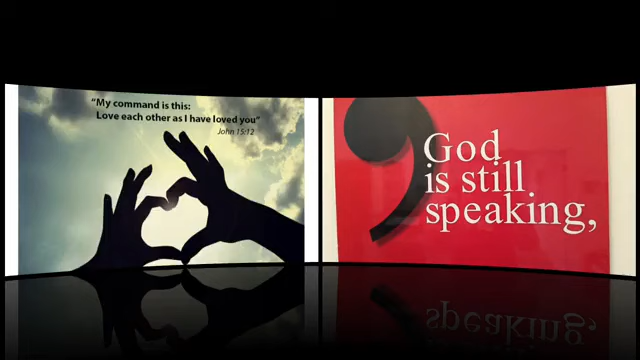 “My command is this:
Love each other as I have loved you”
John 15:12
God
is still
speaking,